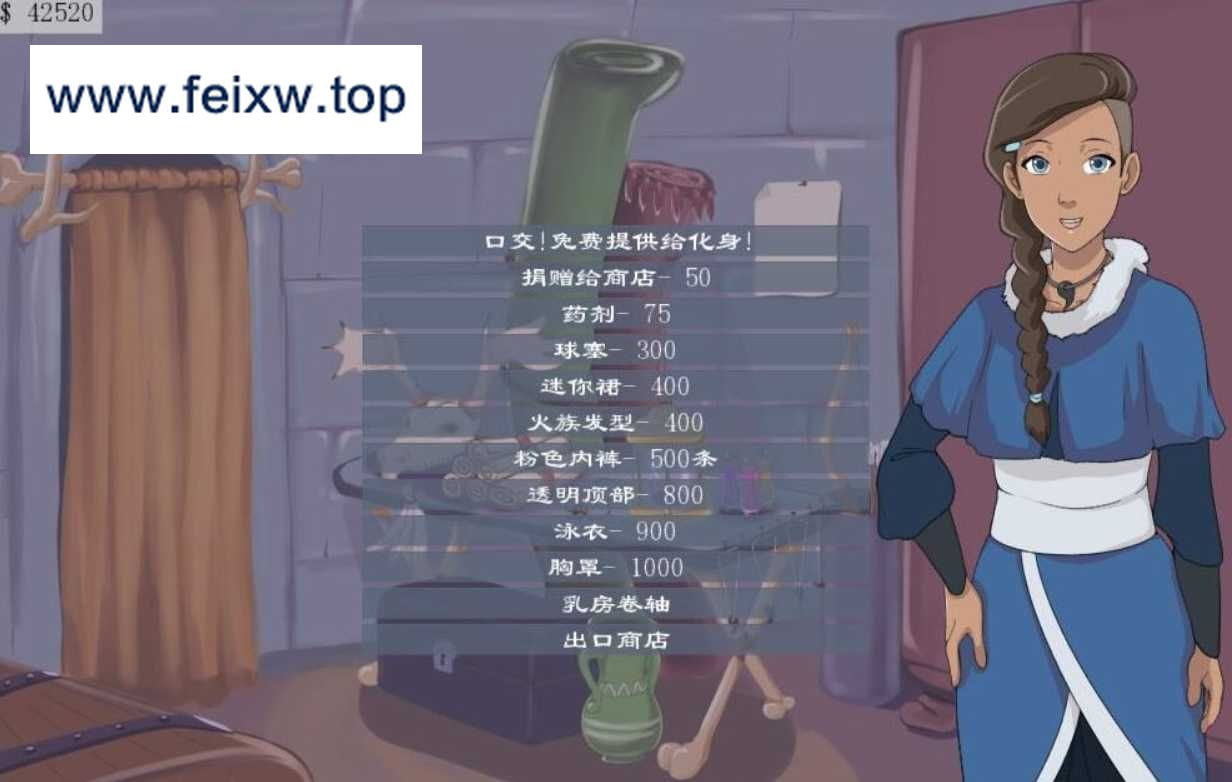 $ 42520
www.feixw.top
口交!免费提供给化身!
捐赠给商店- 50
药剂- 75
球塞- 300
迷你裙- 400
火族发型- 400
粉色内裤- 500条
透明顶部- 800
泳衣- 900
胸罩- 1000
乳房卷轴
出口商店